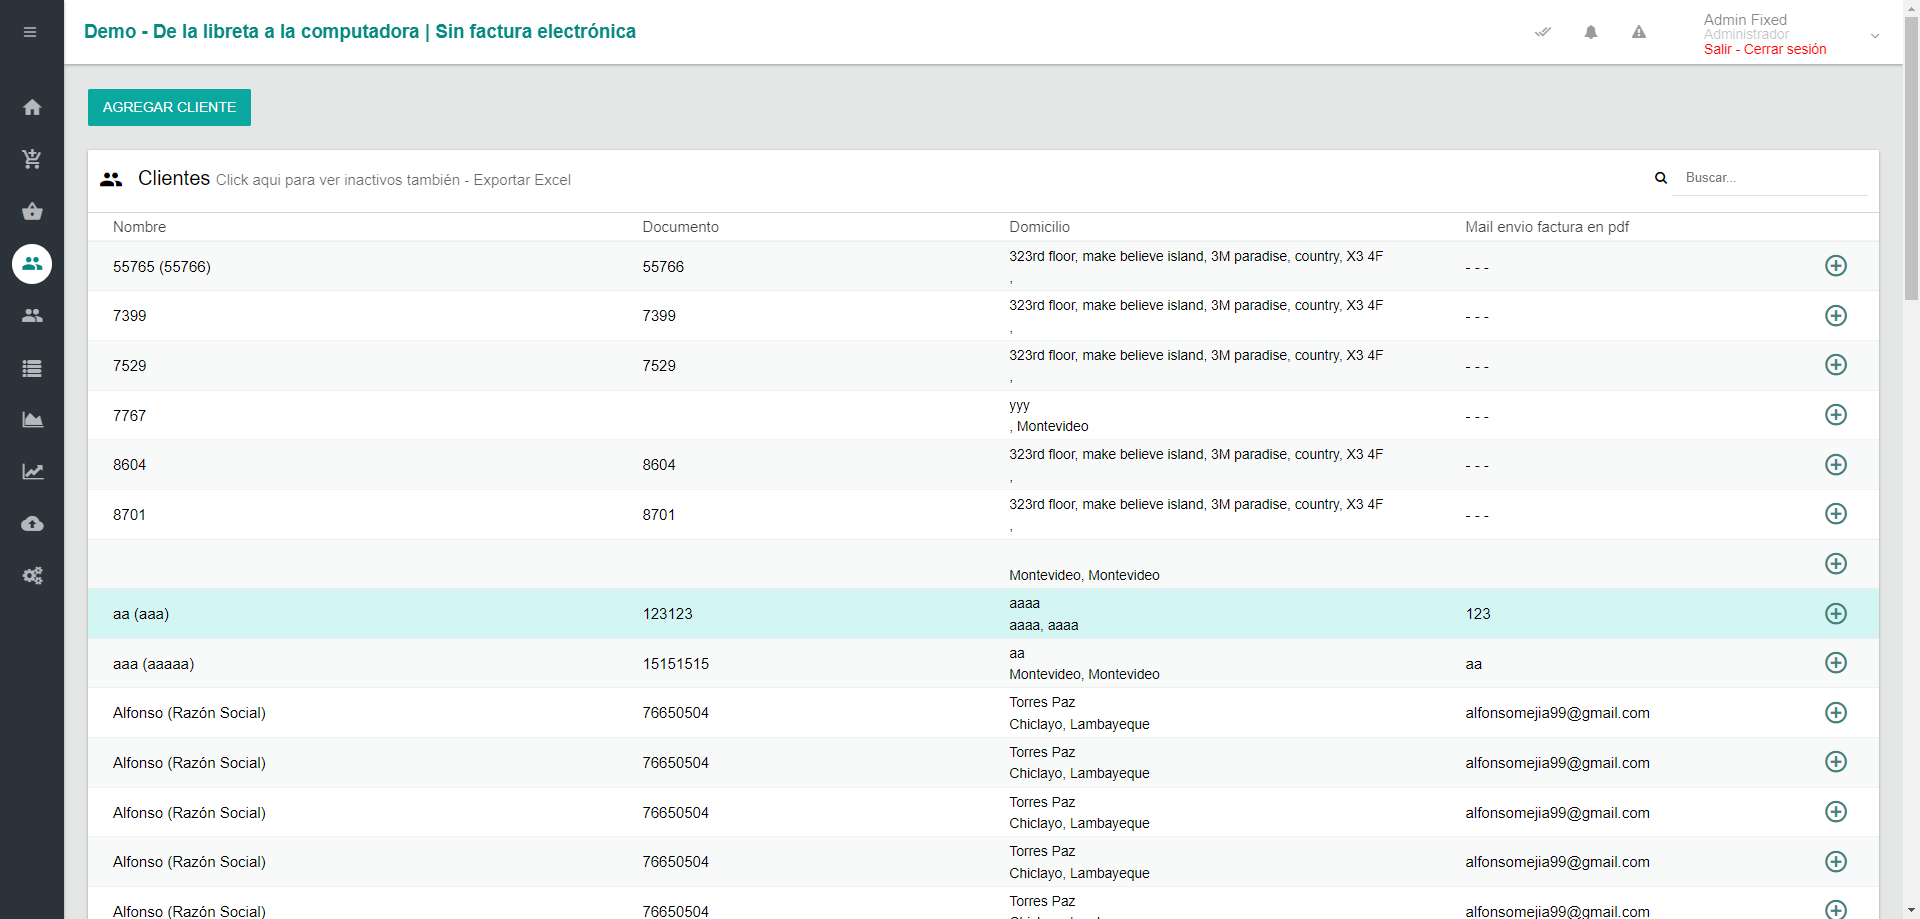 Demo - De la libreta a la computadora | Sin factura electrónica
Admin Fixed
Administrador
Salir - Cerrar sesión
AGREGAR CLIENTE
Clientes Click aqui para ver inactivos también - Exportar Excel
Buscar...
Nombre Documento Domicilio Mail envio factura en pdf
55765 (55766) 55766 323rd floor, make believe island, 3M paradise, country, X3 4F - - -
,
7399 7399 323rd floor, make believe island, 3M paradise, country, X3 4F - - -
,
7529 7529 323rd floor, make believe island, 3M paradise, country, X3 4F - - -
,
7767 yyy - - -
, Montevideo
8604 8604 323rd floor, make believe island, 3M paradise, country, X3 4F - - -
,
8701 8701 323rd floor, make believe island, 3M paradise, country, X3 4F - - -
,
Montevideo, Montevideo
aa (aaa) 123123 aaaa 123
aaaa, aaaa
aaa (aaaaa) 15151515 aa aa
Montevideo, Montevideo
Alfonso (Razón Social) 76650504 Torres Paz alfonsomejia99@gmail.com
Chiclayo, Lambayeque
Alfonso (Razón Social) 76650504 Torres Paz alfonsomejia99@gmail.com
Chiclayo, Lambayeque
Alfonso (Razón Social) 76650504 Torres Paz alfonsomejia99@gmail.com
Chiclayo, Lambayeque
Alfonso (Razón Social) 76650504 Torres Paz alfonsomejia99@gmail.com
Chiclayo, Lambayeque
Alfonso (Razón Social) 76650504 Torres Paz alfonsomejia99@gmail.com